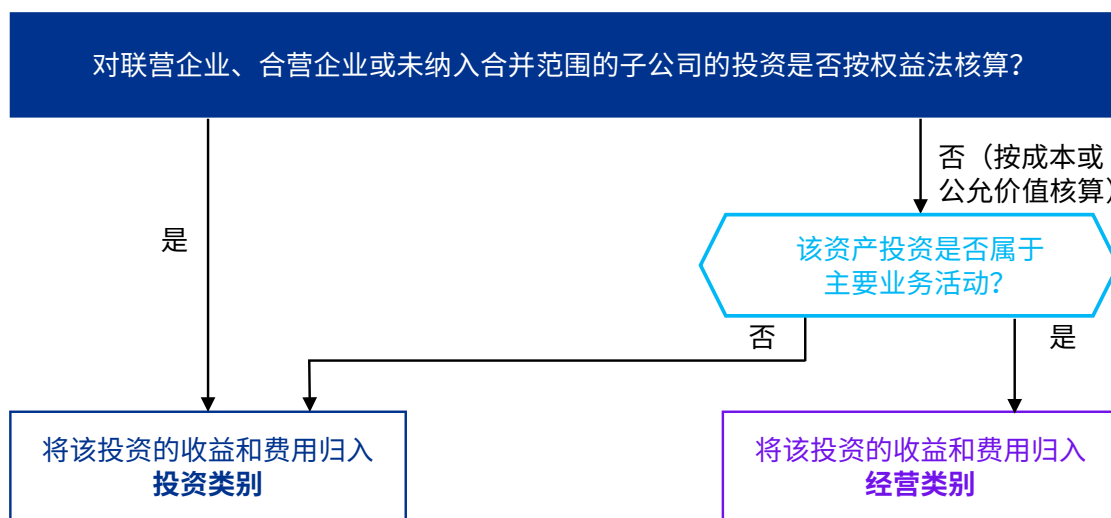 对联营企业、合营企业或未纳入合并范围的子公司的投资是否按权益法核算？
否（按成本或
公允价值核算）
是
该资产投资是否属于
主要业务活动？
否
是
将该投资的收益和费用归入
投资类别
将该投资的收益和费用归入
经营类别